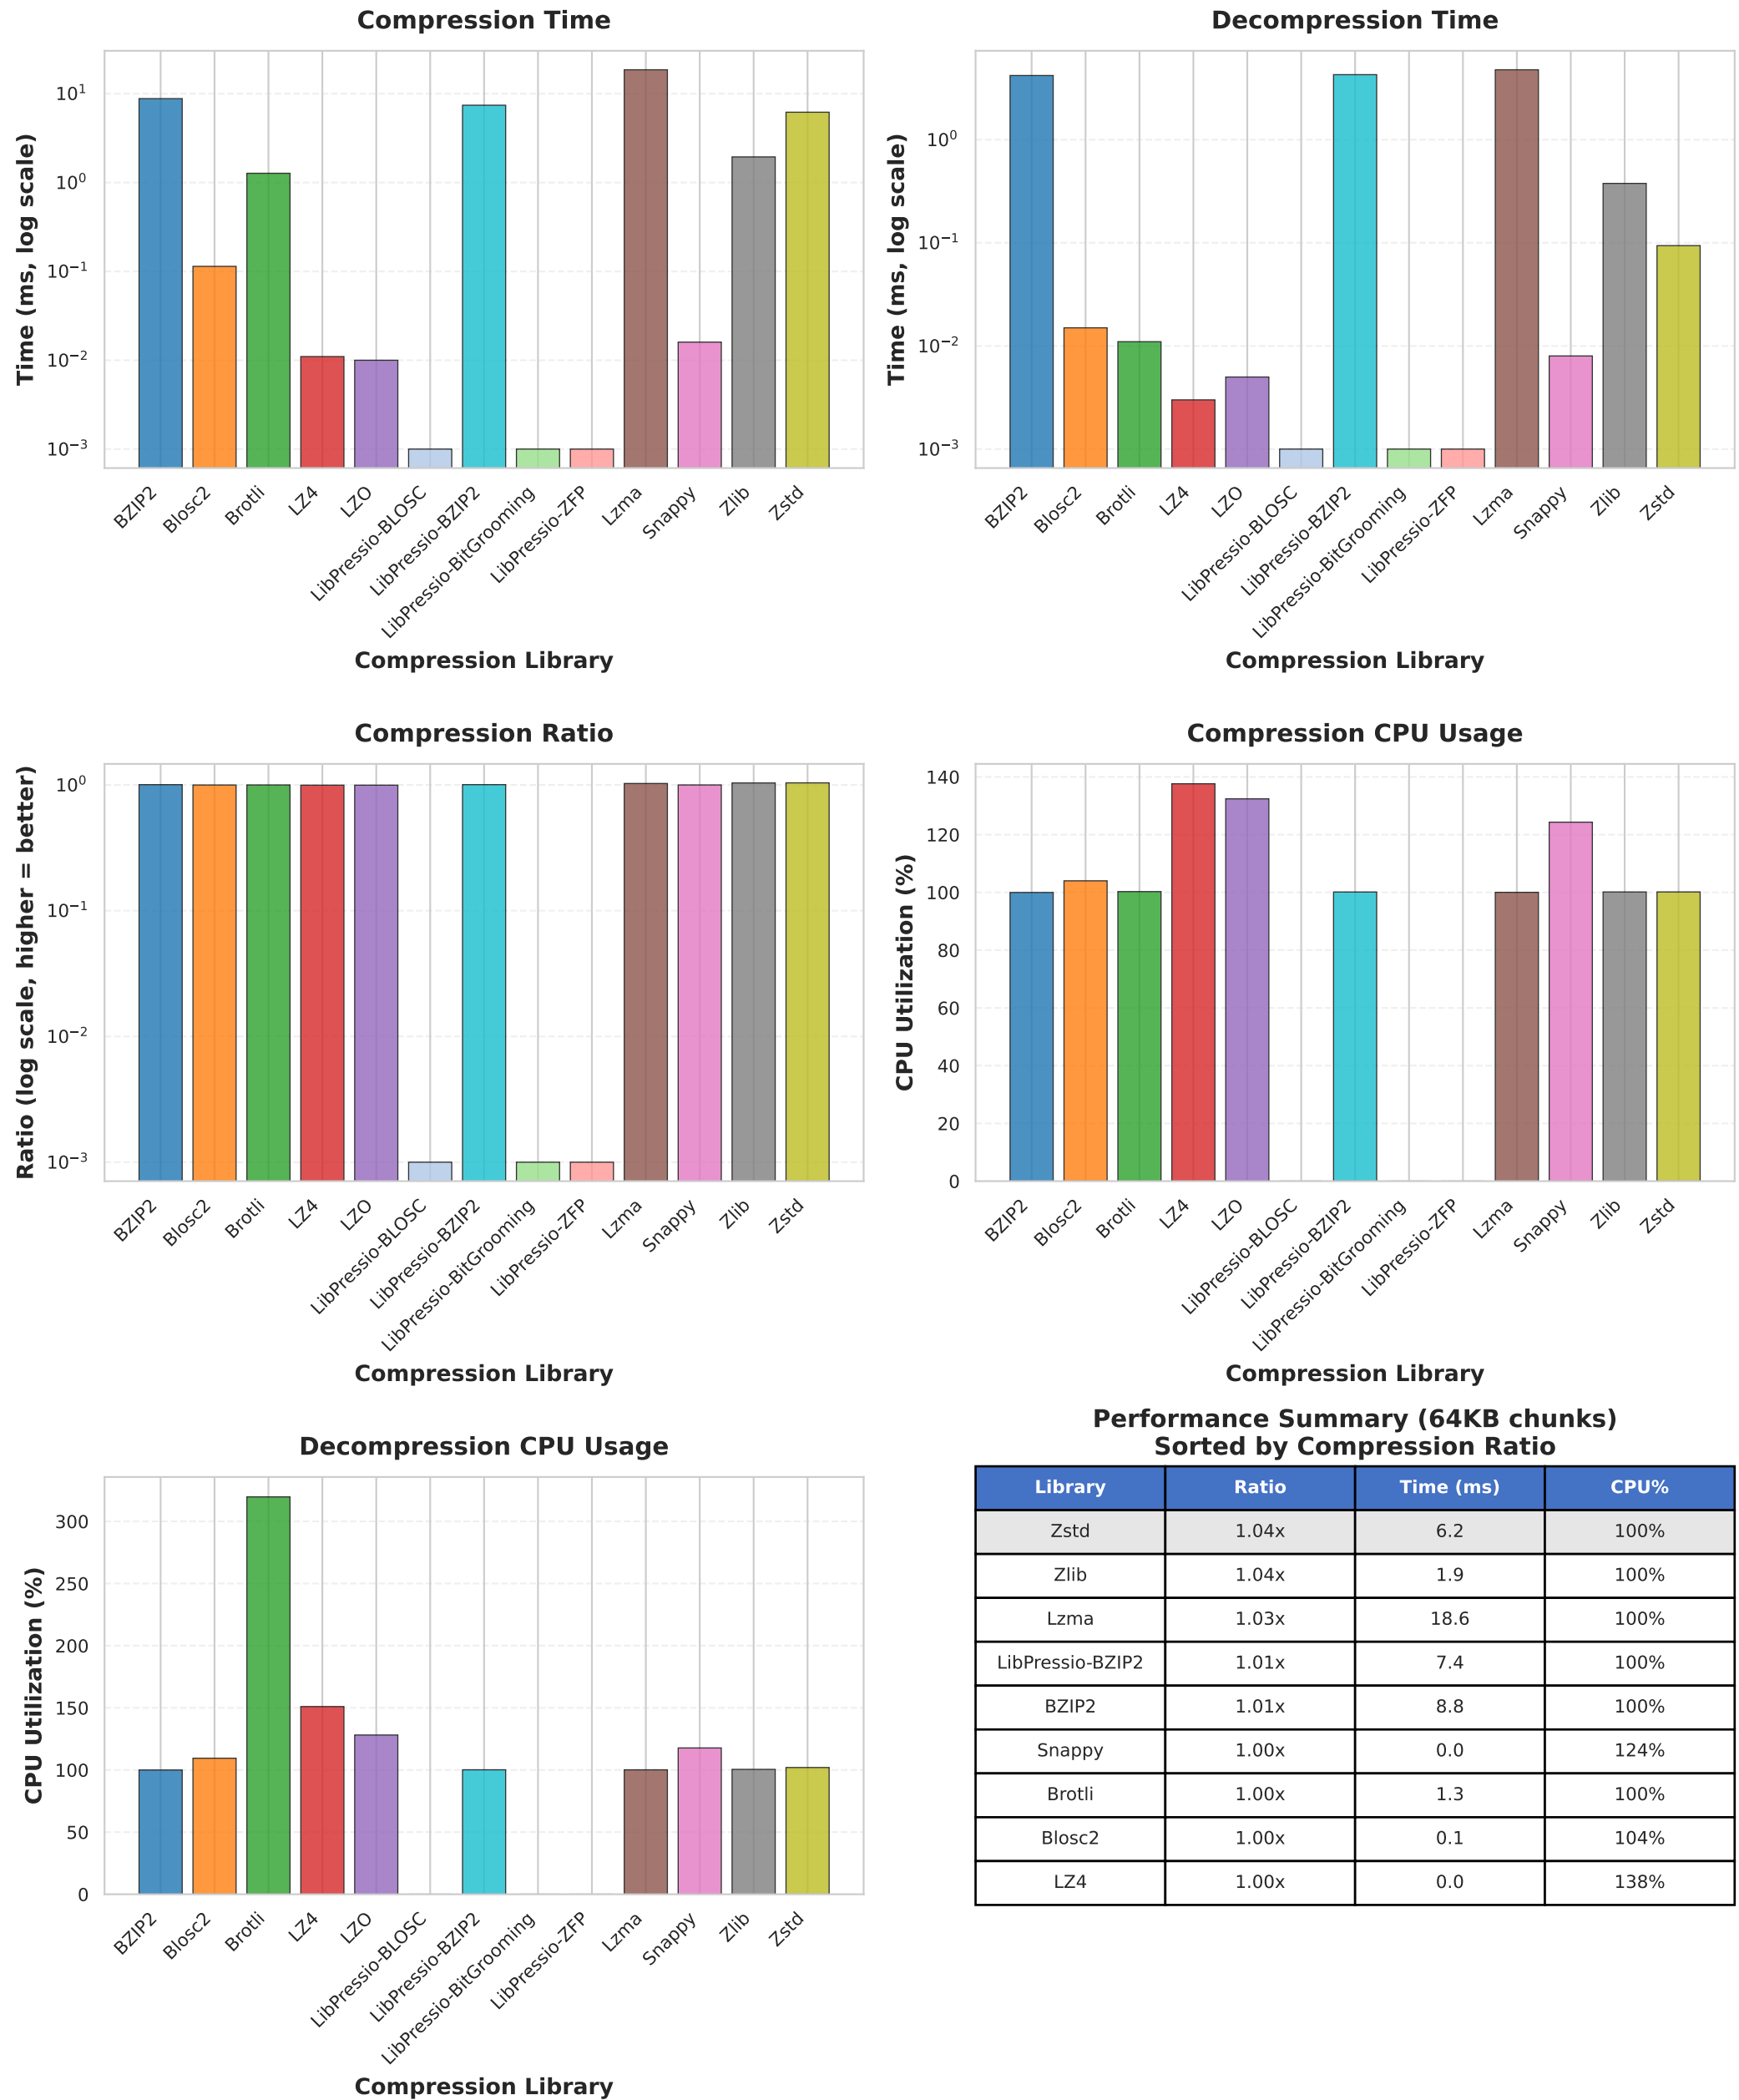 Compression Time
Time (ms, log scale)
10¹
10⁰
10⁻¹
10⁻²
10⁻³
BZIP2
Blosc2
Brotli
LZ4
LZO
LibPressio-BLOSC
LibPressio-BZIP2
LibPressio-BitGrooming
LibPressio-ZFP
Lzma
Snappy
Zlib
Zstd
Compression Library
Decompression Time
Time (ms, log scale)
10⁰
10⁻¹
10⁻²
10⁻³
BZIP2
Blosc2
Brotli
LZ4
LZO
LibPressio-BLOSC
LibPressio-BZIP2
LibPressio-BitGrooming
LibPressio-ZFP
Lzma
Snappy
Zlib
Zstd
Compression Library
Compression Ratio
Ratio (log scale, higher = better)
10⁰
10⁻¹
10⁻²
10⁻³
BZIP2
Blosc2
Brotli
LZ4
LZO
LibPressio-BLOSC
LibPressio-BZIP2
LibPressio-BitGrooming
LibPressio-ZFP
Lzma
Snappy
Zlib
Zstd
Compression Library
Compression CPU Usage
CPU Utilization (%)
140
120
100
80
60
40
20
0
BZIP2
Blosc2
Brotli
LZ4
LZO
LibPressio-BLOSC
LibPressio-BZIP2
LibPressio-BitGrooming
LibPressio-ZFP
Lzma
Snappy
Zlib
Zstd
Compression Library
Decompression CPU Usage
CPU Utilization (%)
300
250
200
150
100
50
0
BZIP2
Blosc2
Brotli
LZ4
LZO
LibPressio-BLOSC
LibPressio-BZIP2
LibPressio-BitGrooming
LibPressio-ZFP
Lzma
Snappy
Zlib
Zstd
Compression Library
Performance Summary (64KB chunks)
Sorted by Compression Ratio
Library Ratio Time (ms) CPU%
Zstd 1.04x 6.2 100%
Zlib 1.04x 1.9 100%
Lzma 1.03x 18.6 100%
LibPressio-BZIP2 1.01x 7.4 100%
BZIP2 1.01x 8.8 100%
Snappy 1.00x 0.0 124%
Brotli 1.00x 1.3 100%
Blosc2 1.00x 0.1 104%
LZ4 1.00x 0.0 138%